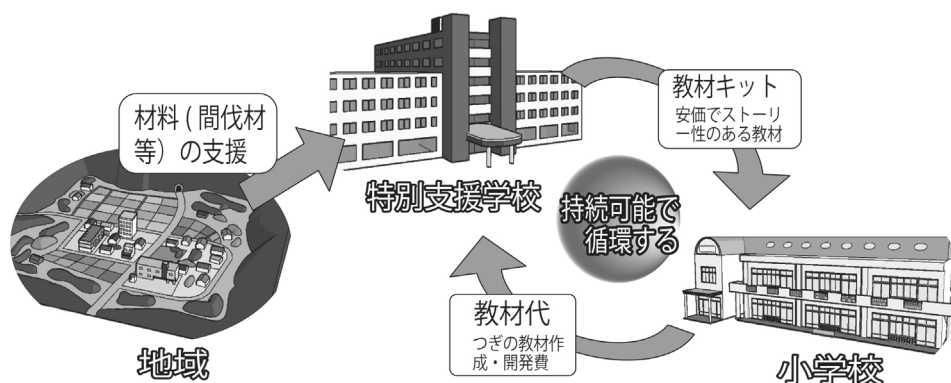 材料(間伐材
等）の支援
地域
特別支援学校
教材キット
安価でストーリ
ー性のある教材
持続可能で
循環する
教材代
つぎの教材作
成・開発費
小学校